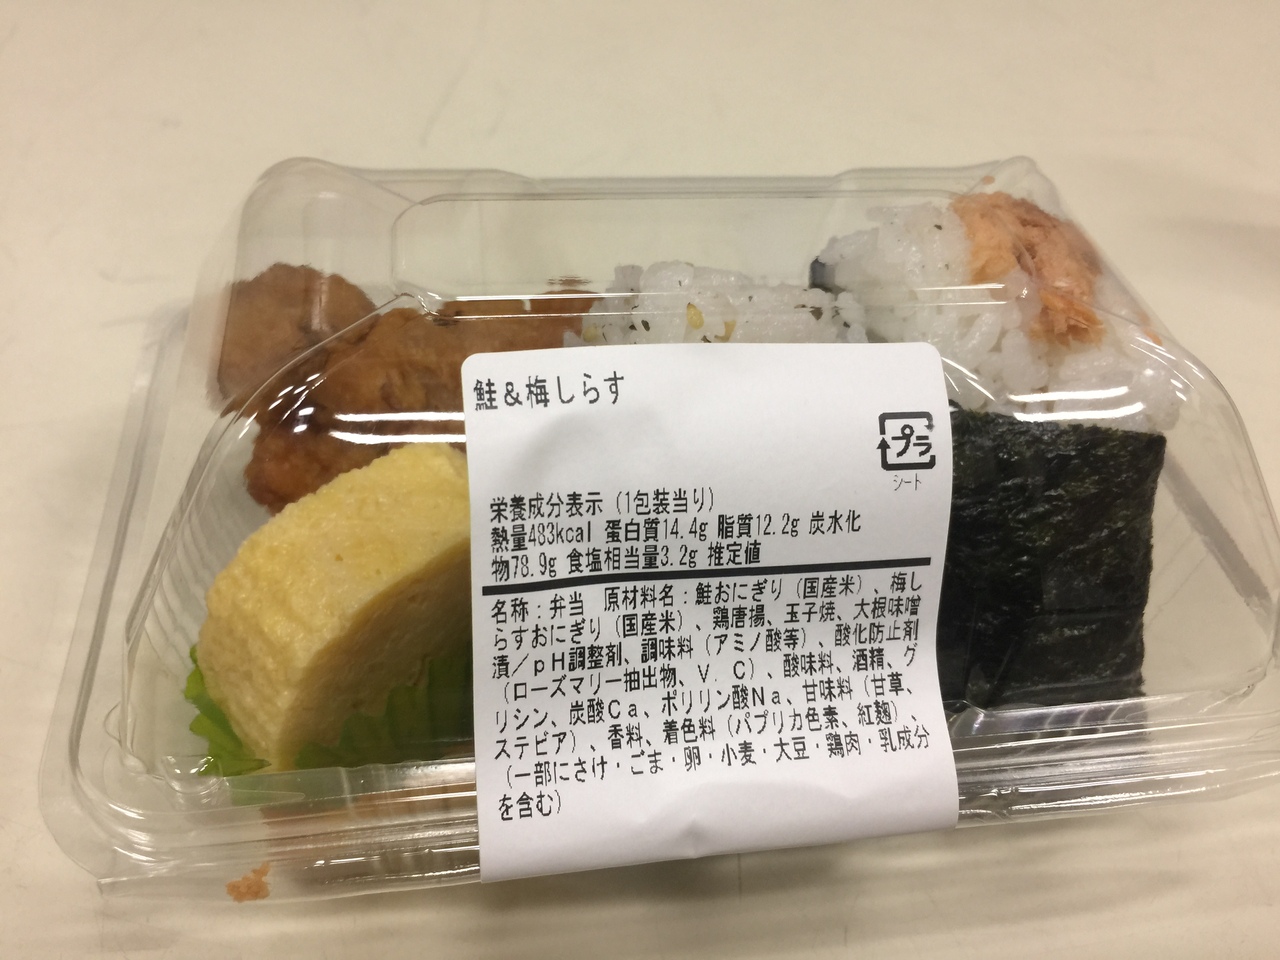 鮭＆梅しらす
プラ
シート
栄養成分表示（1包装当り）
熱量483kcal 蛋白質14.4g 脂質12.2g 炭水化
物78.9g 食塩相当量3.2g 推定値
名称：弁当　原材料名：鮭おにぎり（国産米）、梅し
らすおにぎり（国産米）、鶏唐揚、玉子焼、大根味噌
漬／ｐＨ調整剤、調味料（アミノ酸等）、酸化防止剤
（ローズマリー抽出物、Ｖ．Ｃ）、酸味料、酒精、グ
リシン、炭酸Ｃａ、ポリリン酸Ｎａ、甘味料（甘草、
ステビア）、香料、着色料（パプリカ色素、紅麹）、
（一部にさけ・ごま・卵・小麦・大豆・鶏肉・乳成分
を含む）